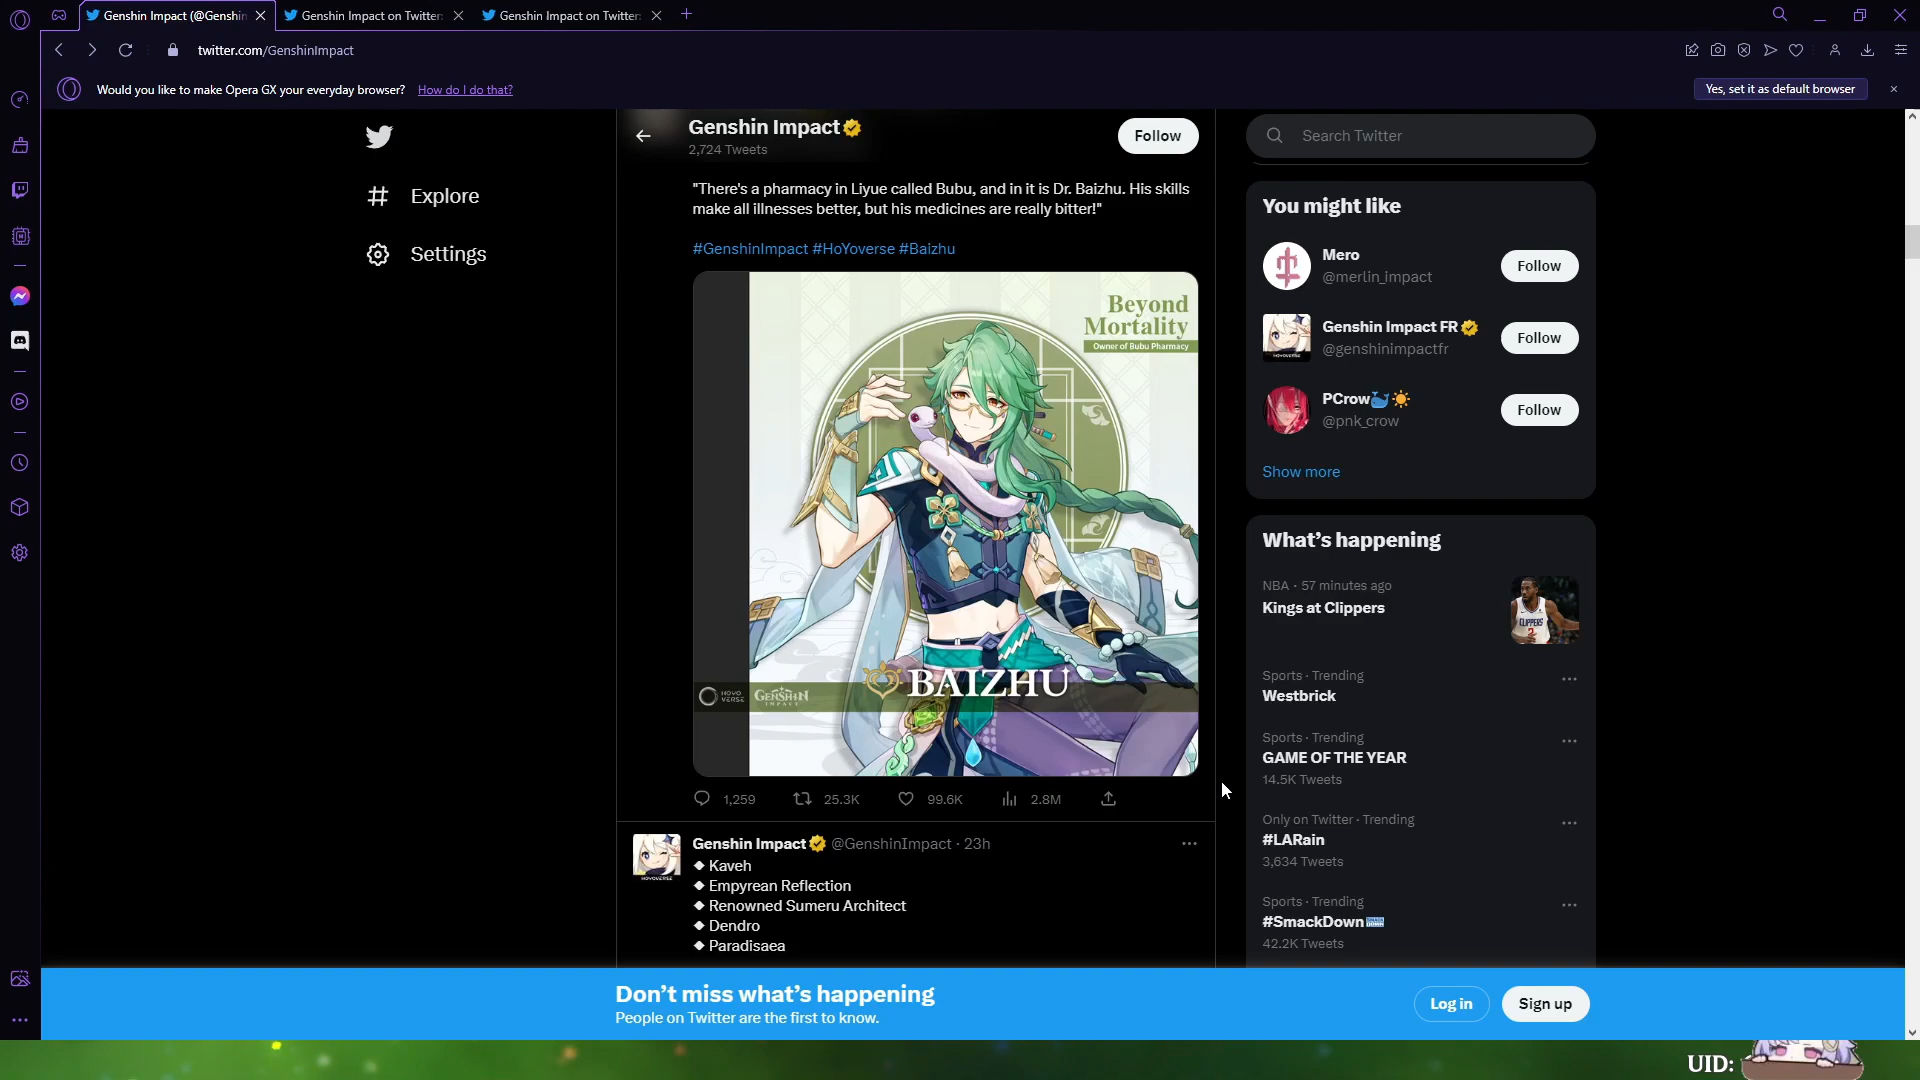 Genshin Impact (@Genshin
Genshin Impact on Twitter:
Genshin Impact on Twitter:
twitter.com/GenshinImpact
Would you like to make Opera GX your everyday browser? How do I do that?
Yes, set it as default browser
Explore
Settings
Genshin Impact
2,724 Tweets
Follow
"There's a pharmacy in Liyue called Bubu, and in it is Dr. Baizhu. His skills
make all illnesses better, but his medicines are really bitter!"
#GenshinImpact #HoYoverse #Baizhu
Beyond
Mortality
Owner of Bubu Pharmacy
HOYO
VERSE
GENSHIN
IMPACT
BAIZHU
1,259
25.3K
99.6K
2.8M
Genshin Impact @GenshinImpact · 23h
HOYOVERSE
◆ Kaveh
◆ Empyrean Reflection
◆ Renowned Sumeru Architect
◆ Dendro
◆ Paradisaea
Search Twitter
You might like
Mero
@merlin_impact
Follow
Genshin Impact FR
@genshinimpactfr
Follow
HOYOVERSE
PCrow
@pnk_crow
Follow
Show more
What's happening
NBA · 57 minutes ago
Kings at Clippers
CLIPPERS
2
Sports · Trending
Westbrick
Sports · Trending
GAME OF THE YEAR
14.5K Tweets
Only on Twitter · Trending
#LARain
3,634 Tweets
Sports · Trending
#SmackDown
42.2K Tweets
Don't miss what's happening
People on Twitter are the first to know.
Log in
Sign up
UID: